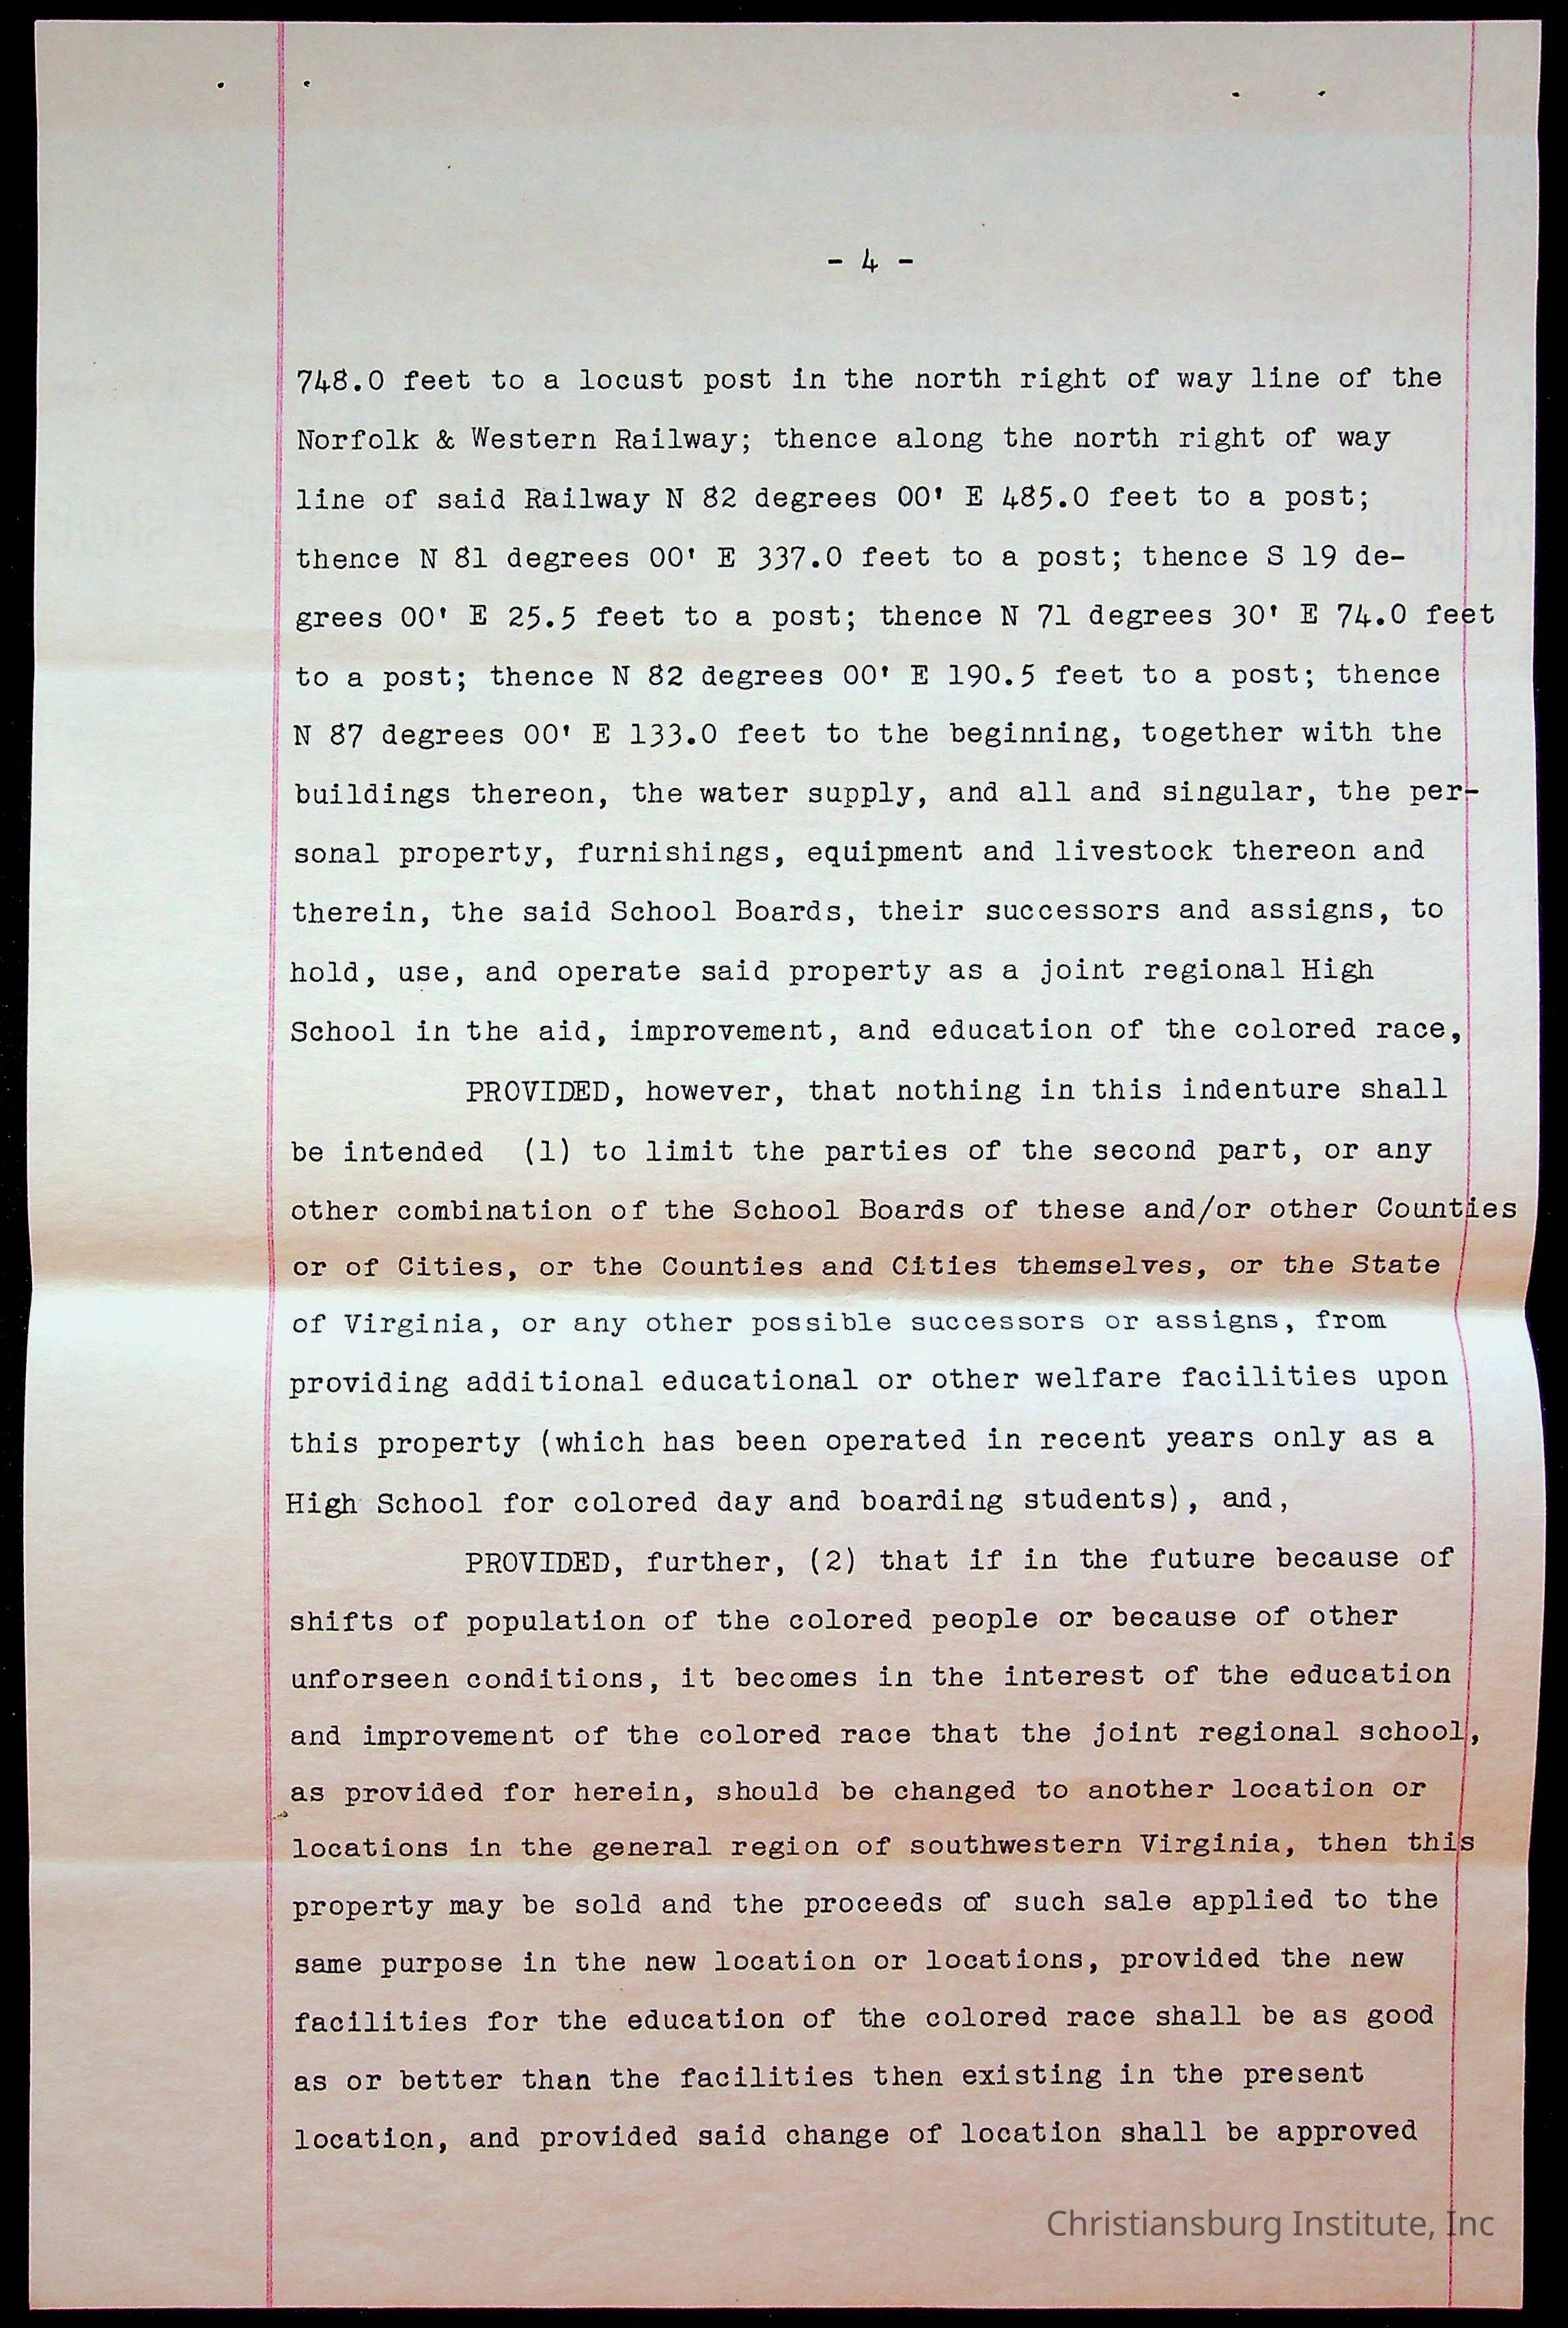 - 4 -
748.0 feet to a locust post in the north right of way line of the
Norfolk & Western Railway; thence along the north right of way
line of said Railway N 82 degrees 00' E 485.0 feet to a post;
thence N 81 degrees 00' E 337.0 feet to a post; thence S 19 de-
grees 00' E 25.5 feet to a post; thence N 71 degrees 30' E 74.0 feet
to a post; thence N 82 degrees 00' E 190.5 feet to a post; thence
N 87 degrees 00' E 133.0 feet to the beginning, together with the
buildings thereon, the water supply, and all and singular, the per-
sonal property, furnishings, equipment and livestock thereon and
therein, the said School Boards, their successors and assigns, to
hold, use, and operate said property as a joint regional High
School in the aid, improvement, and education of the colored race,
PROVIDED, however, that nothing in this indenture shall
be intended (1) to limit the parties of the second part, or any
other combination of the School Boards of these and/or other Counties
or of Cities, or the Counties and Cities themselves, or the State
of Virginia, or any other possible successors or assigns, from
providing additional educational or other welfare facilities upon
this property (which has been operated in recent years only as a
High School for colored day and boarding students), and,
PROVIDED, further, (2) that if in the future because of
shifts of population of the colored people or because of other
unforseen conditions, it becomes in the interest of the education
and improvement of the colored race that the joint regional school,
as provided for herein, should be changed to another location or
locations in the general region of southwestern Virginia, then this
property may be sold and the proceeds of such sale applied to the
same purpose in the new location or locations, provided the new
facilities for the education of the colored race shall be as good
as or better than the facilities then existing in the present
location, and provided said change of location shall be approved
Christiansburg Institute, Inc